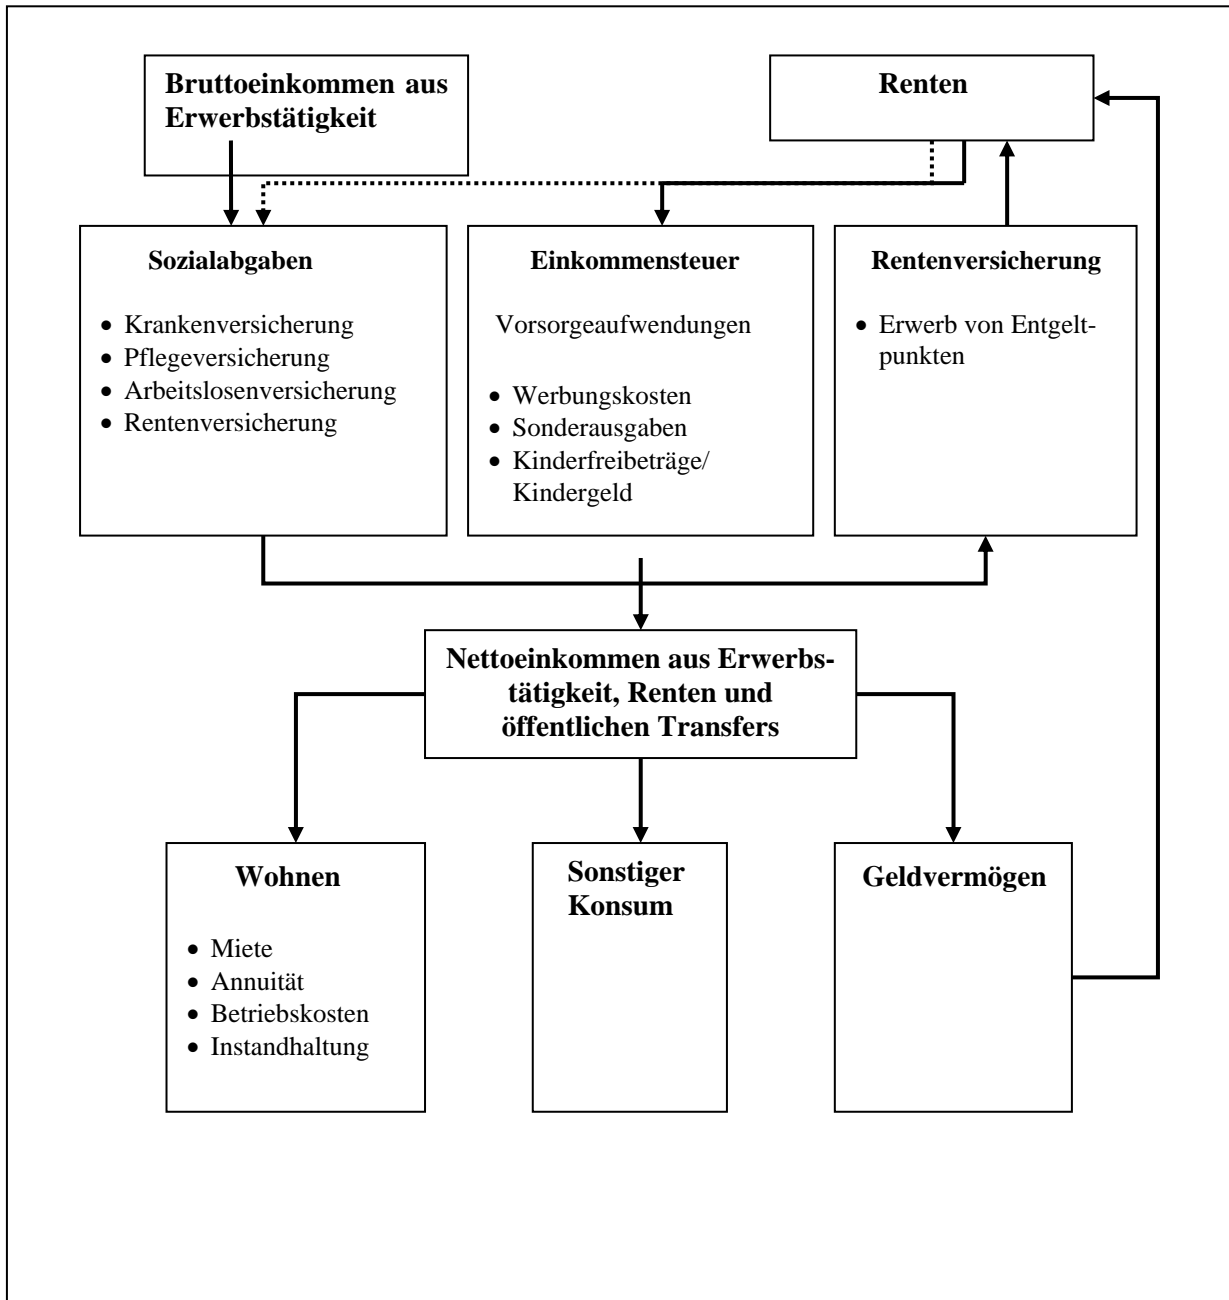 Bruttoeinkommen aus
Erwerbstätigkeit
Renten
Sozialabgaben
• Krankenversicherung
• Pflegeversicherung
• Arbeitslosenversicherung
• Rentenversicherung
Einkommensteuer
Vorsorgeaufwendungen
• Werbungskosten
• Sonderausgaben
• Kinderfreibeträge/
Kindergeld
Rentenversicherung
• Erwerb von Entgelt-
punkten
Nettoeinkommen aus Erwerbs-
tätigkeit, Renten und
öffentlichen Transfers
Wohnen
• Miete
• Annuität
• Betriebskosten
• Instandhaltung
Sonstiger
Konsum
Geldvermögen